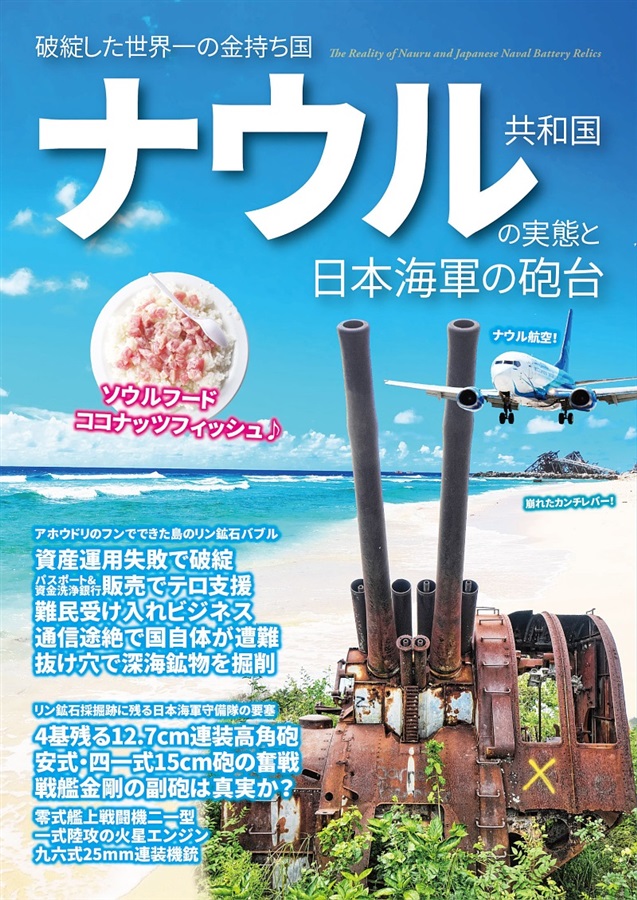 破綻した世界一の金持ち国
The Reality of Nauru and Japanese Naval Battery Relics
ナウル共和国
の実態と
日本海軍の砲台
ナウル航空!
ソウルフード
ココナッツフィッシュ♪
崩れたカンチレバー!
アホウドリのフンでできた島のリン鉱石バブル
資産運用失敗で破綻
パスポート&資金洗浄銀行販売でテロ支援
難民受け入れビジネス
通信途絶で国自体が遭難
抜け穴で深海鉱物を掘削
リン鉱石採掘跡に残る日本海軍守備隊の要塞
4基残る12.7cm連装高角砲
安式・四一式15cm砲の奮戦
戦艦金剛の副砲は真実か?
零式艦上戦闘機二一型
一式陸攻の火星エンジン
九六式25mm連装機銃